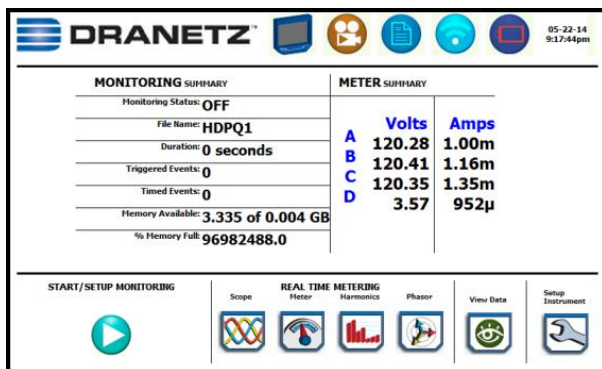 DRANETZ
05-22-14
9:17:44pm
MONITORING SUMMARY
Monitoring Status: OFF
File Name: HDPQ1
Duration: 0 seconds
Triggered Events: 0
Timed Events: 0
Memory Available: 3.335 of 0.004 GB
% Memory Full: 96982488.0
METER SUMMARY
Volts Amps
A 120.28 1.00m
B 120.41 1.16m
C 120.35 1.35m
D 3.57 952µ
START/SETUP MONITORING
REAL TIME METERING
Scope Meter Harmonics Phasor
View Data
Setup
Instrument